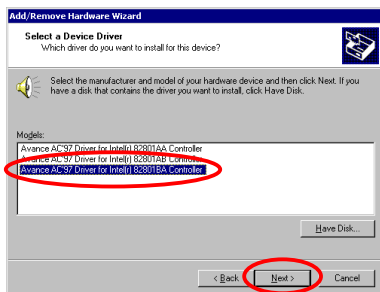 Add/Remove Hardware Wizard
Select a Device Driver
Which driver do you want to install for this device?
Select the manufacturer and model of your hardware device and then click Next. If you
have a disk that contains the driver you want to install, click Have Disk.
Models:
Avance AC'97 Driver for Intel(r) 82801AA Controller
Avance AC'97 Driver for Intel(r) 82801AB Controller
Avance AC'97 Driver for Intel(r) 82801BA Controller
Have Disk...
< Back
Next >
Cancel